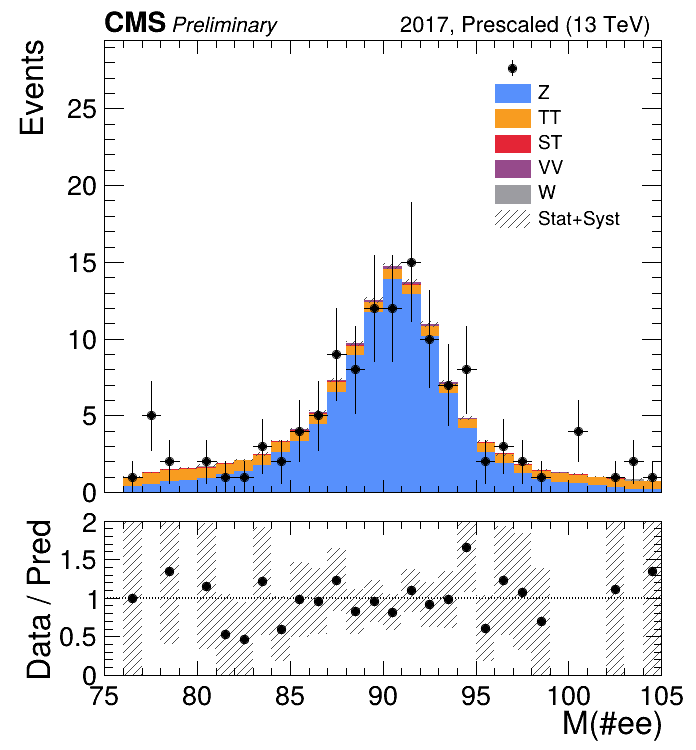 CMS Preliminary 2017, Prescaled (13 TeV)
Events
25
20
15
10
5
0
Z
TT
ST
VV
W
Stat+Syst
Data / Pred
2
1.5
1
0.5
0
75 80 85 90 95 100 105
M(#ee)